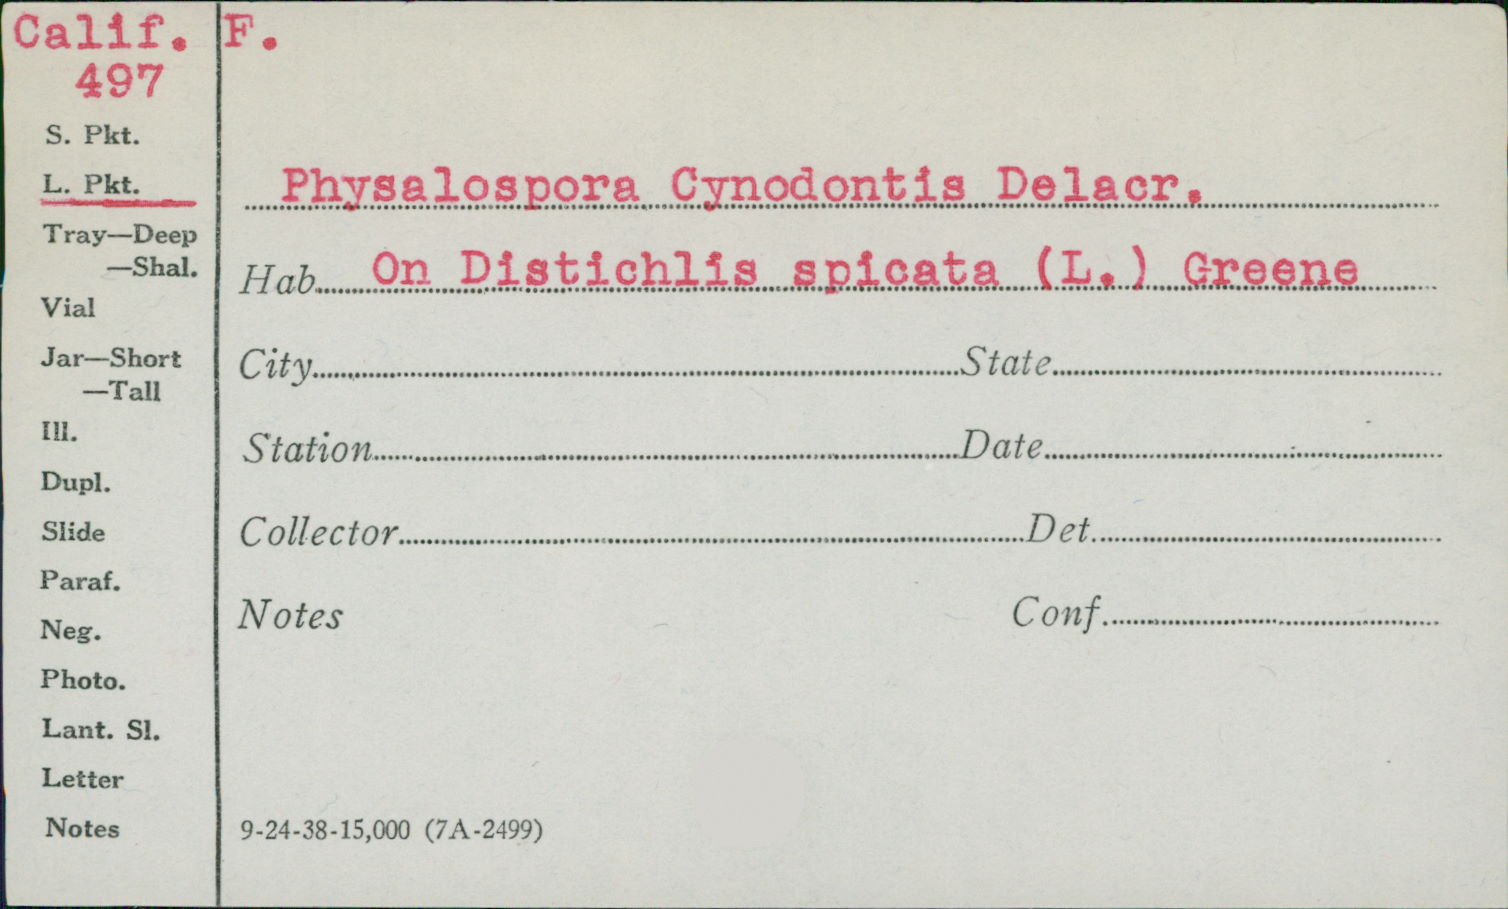 Calif.
497
F.
S. Pkt.
L. Pkt.
Tray—Deep
—Shal.
Vial
Jar—Short
—Tall
Ill.
Dupl.
Slide
Paraf.
Neg.
Photo.
Lant. Sl.
Letter
Notes
Physalospora Cynodontis Delacr.
Hab. On Distichlis spicata (L.) Greene
City State
Station Date
Collector Det.
Notes Conf.
9-24-38-15,000 (7A-2499)